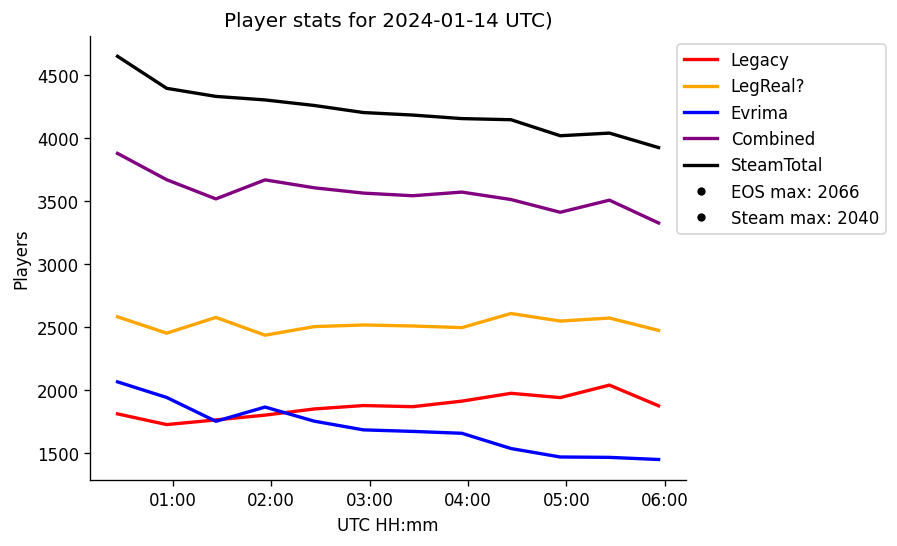 Player stats for 2024-01-14 UTC)
4500
4000
3500
3000
2500
2000
1500
Players
01:00 02:00 03:00 04:00 05:00 06:00
UTC HH:mm
Legacy
LegReal?
Evrima
Combined
SteamTotal
EOS max: 2066
Steam max: 2040